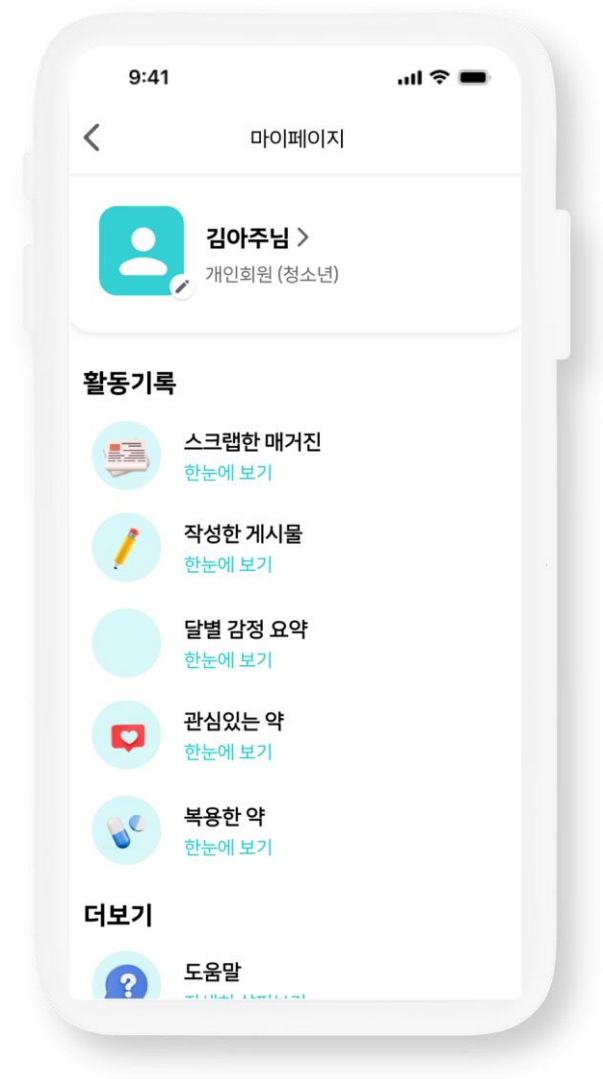 9:41
마이페이지
김아주님
개인회원 (청소년)
활동기록
스크랩한 매거진
한눈에 보기
작성한 게시물
한눈에 보기
달별 감정 요약
한눈에 보기
관심있는 약
한눈에 보기
복용한 약
한눈에 보기
더보기
도움말